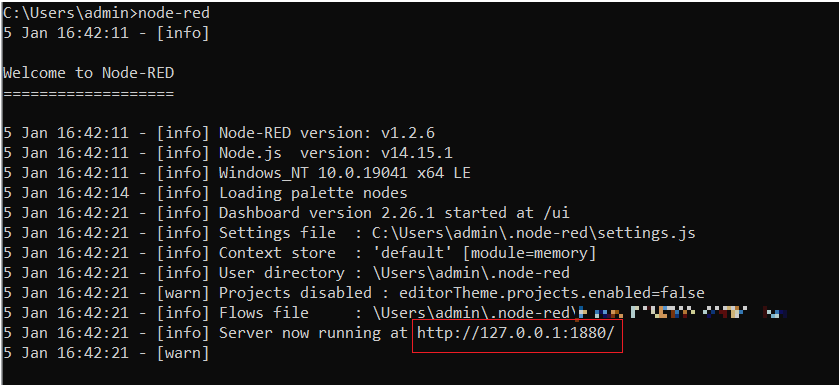 C:\Users\admin>node-red
5 Jan 16:42:11 - [info]
Welcome to Node-RED
===================
5 Jan 16:42:11 - [info] Node-RED version: v1.2.6
5 Jan 16:42:11 - [info] Node.js  version: v14.15.1
5 Jan 16:42:11 - [info] Windows_NT 10.0.19041 x64 LE
5 Jan 16:42:14 - [info] Loading palette nodes
5 Jan 16:42:21 - [info] Dashboard version 2.26.1 started at /ui
5 Jan 16:42:21 - [info] Settings file  : C:\Users\admin\.node-red\settings.js
5 Jan 16:42:21 - [info] Context store  : 'default' [module=memory]
5 Jan 16:42:21 - [info] User directory : \Users\admin\.node-red
5 Jan 16:42:21 - [warn] Projects disabled : editorTheme.projects.enabled=false
5 Jan 16:42:21 - [info] Flows file     : \Users\admin\.node-red\
5 Jan 16:42:21 - [info] Server now running at http://127.0.0.1:1880/
5 Jan 16:42:21 - [warn]